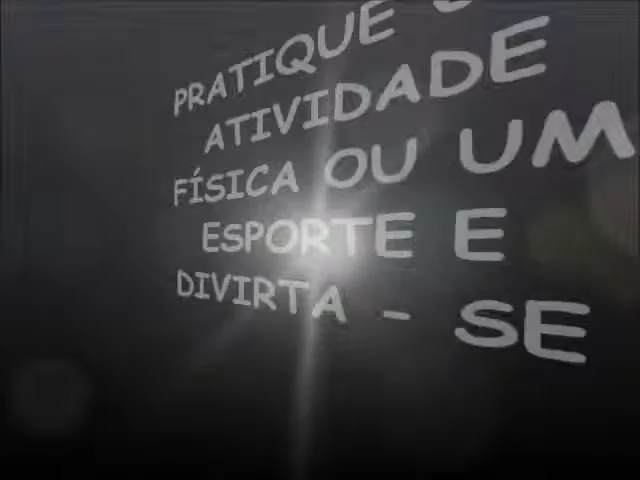 PRATIQUE
ATIVIDADE
FÍSICA OU UM
ESPORTE E
DIVIRTA - SE